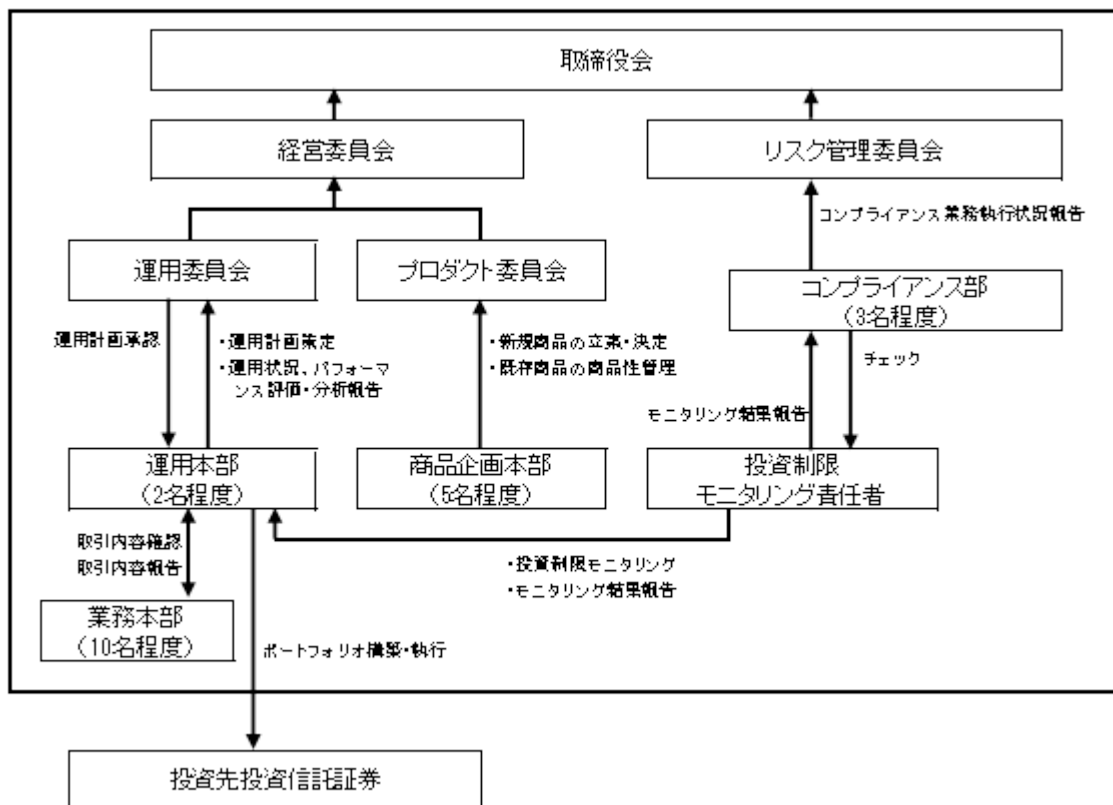 取締役会
経営委員会
リスク管理委員会
コンプライアンス業務執行状況報告
運用委員会
プロダクト委員会
コンプライアンス部
(3名程度)
運用計画承認
・運用計画策定
・運用状況、パフォーマ
ンス評価・分析報告
・新規商品の立案・決定
・既存商品の商品性管理
チェック
モニタリング結果報告
運用本部
(2名程度)
商品企画本部
(5名程度)
投資制限
モニタリング責任者
取引内容確認
取引内容報告
・投資制限モニタリング
・モニタリング結果報告
業務本部
(10名程度)
ポートフォリオ構築・執行
投資先投資信託証券